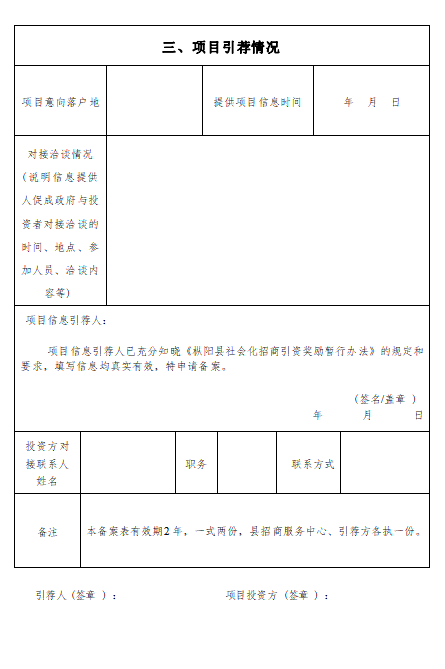 三、项目引荐情况
项目意向落户地
提供项目信息时间
年 月 日
对接洽谈情况
（说明信息提供
人促成政府与投
资者对接洽谈的
时间、地点、参
加人员、洽谈内
容等）
项目信息引荐人：
项目信息引荐人已充分知晓《枞阳县社会化招商引资奖励暂行办法》的规定和
要求，填写信息均真实有效，特申请备案。
（签名/盖章 ）
年 月 日
投资方对
接联系人
姓名
职务
联系方式
备注
本备案表有效期2 年，一式两份，县招商服务中心、引荐方各执一份。
引荐人（签章 ）： 项目投资方（签章 ）：